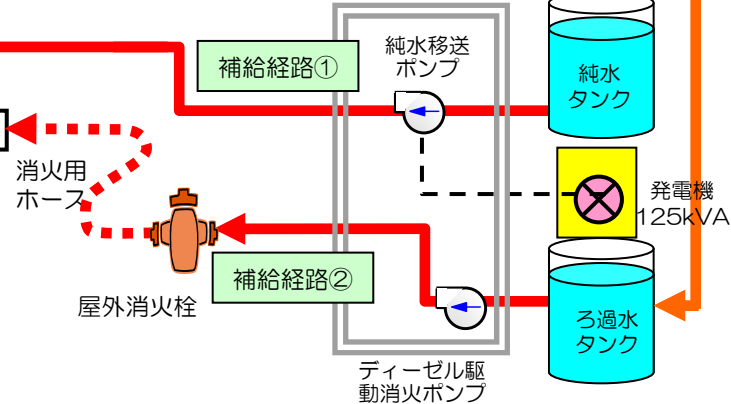 補給経路①
純水移送
ポンプ
純水
タンク
消火用
ホース
発電機
125kVA
補給経路②
屋外消火栓
ろ過水
タンク
ディーゼル駆
動消火ポンプ